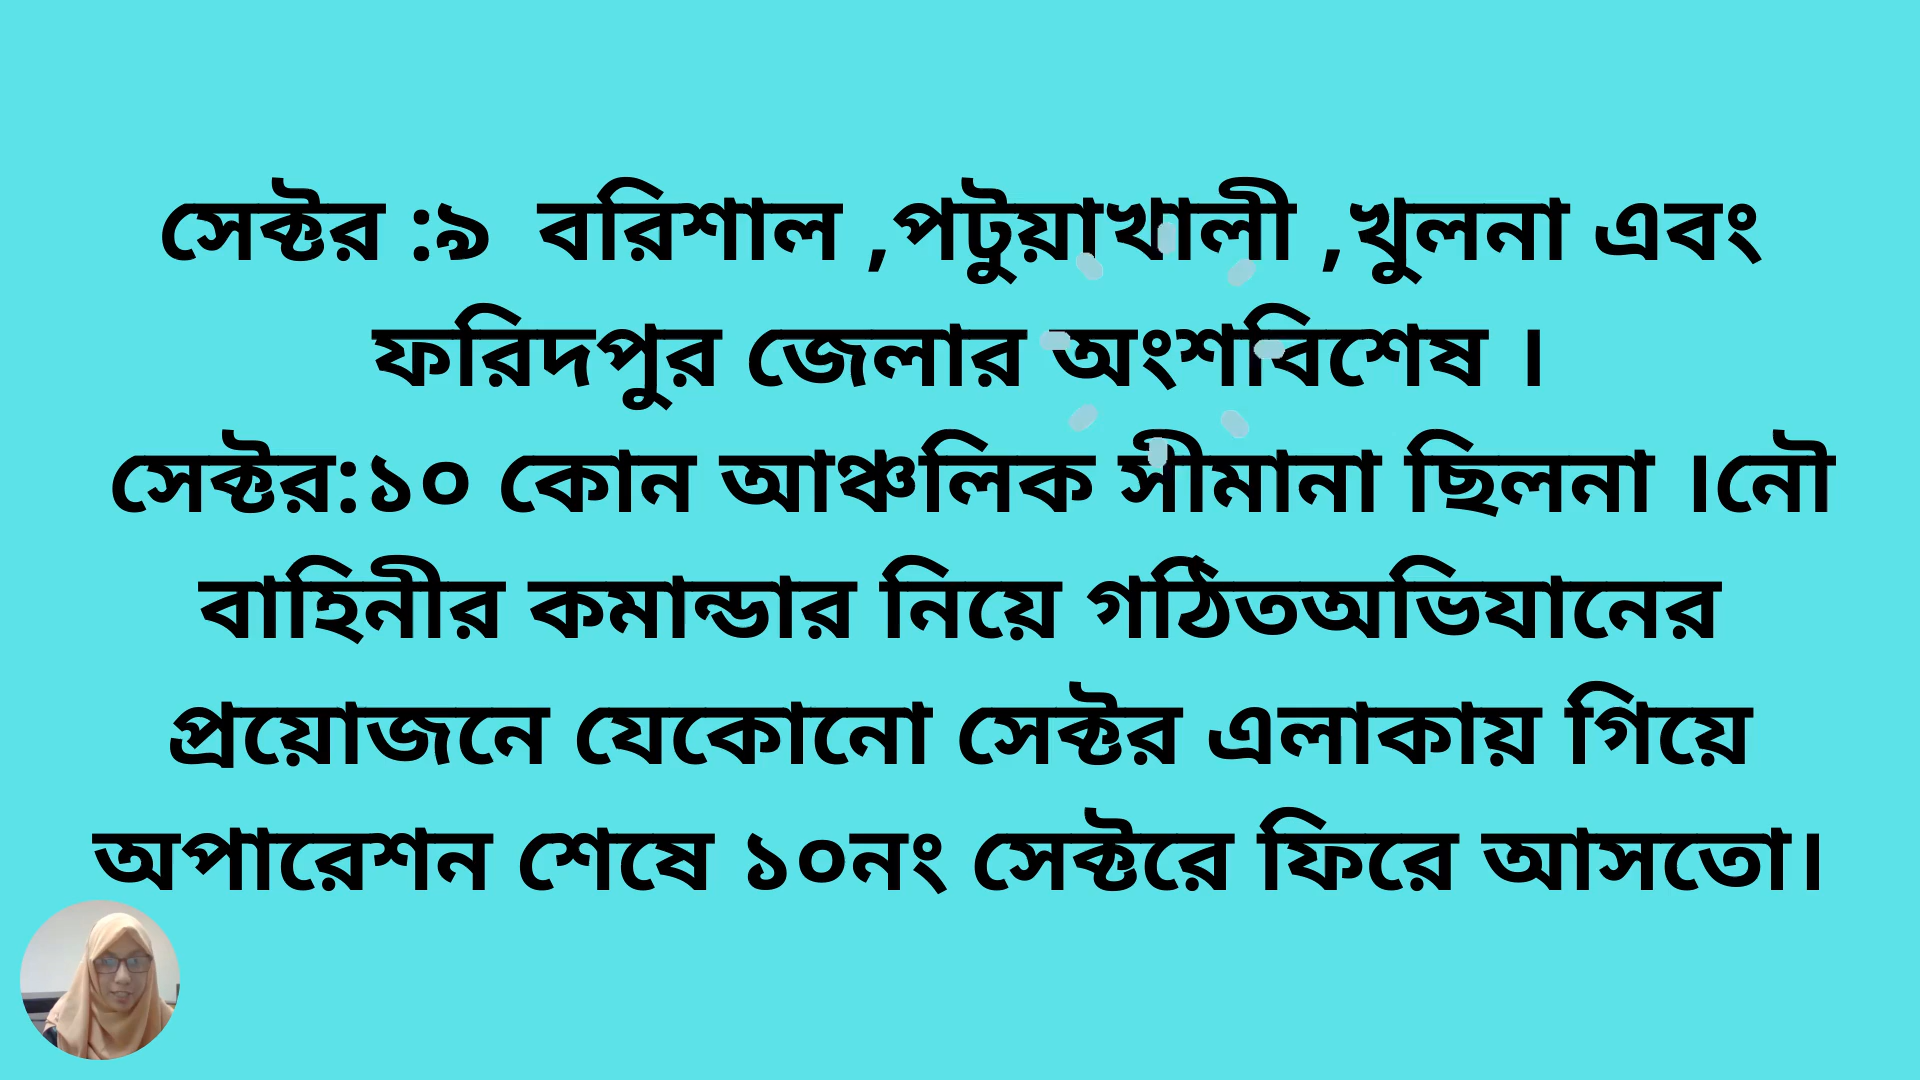 সেক্টর :৯ বরিশাল ,পটুয়াখালী ,খুলনা এবং
ফরিদপুর জেলার অংশবিশেষ ।
সেক্টর:১০ কোন আঞ্চলিক সীমানা ছিলনা ।নৌ
বাহিনীর কমান্ডার নিয়ে গঠিতঅভিযানের
প্রয়োজনে যেকোনো সেক্টর এলাকায় গিয়ে
অপারেশন শেষে ১০নং সেক্টরে ফিরে আসতো।